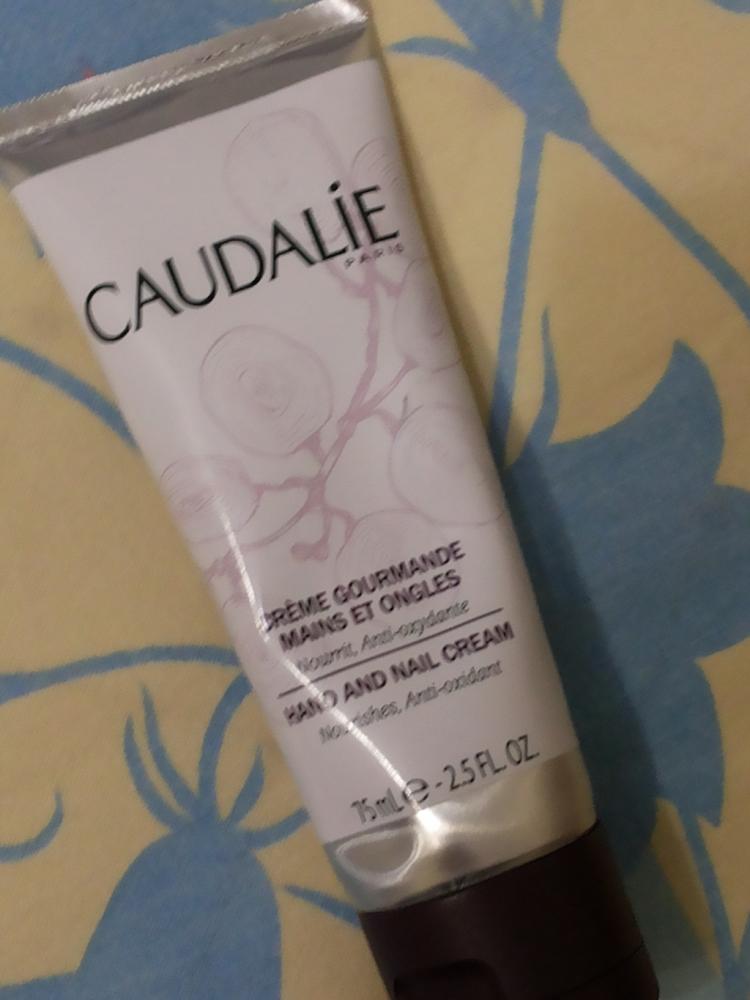 CAUDALİE
PARIS
CRÈME GOURMANDE
MAINS ET ONGLES
Nourrit, Anti-oxydante
HAND AND NAIL CREAM
Nourishes, Anti-oxidant
75 mL ℮ - 2.5 FL. OZ.